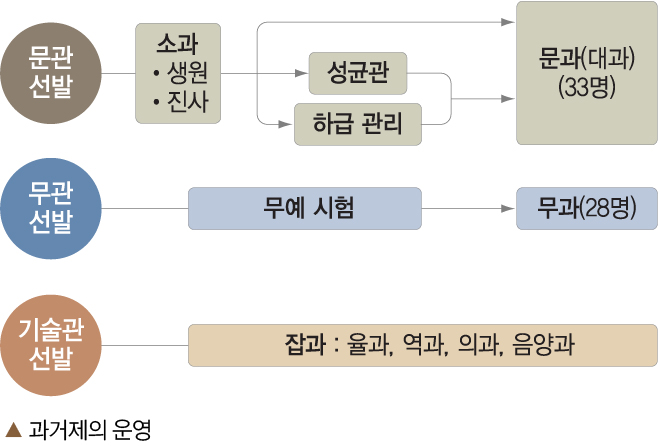 문관
선발
소과
• 생원
• 진사
성균관
하급 관리
문과(대과)
(33명)
무관
선발
무예 시험
무과(28명)
기술관
선발
잡과 : 율과, 역과, 의과, 음양과
▲ 과거제의 운영